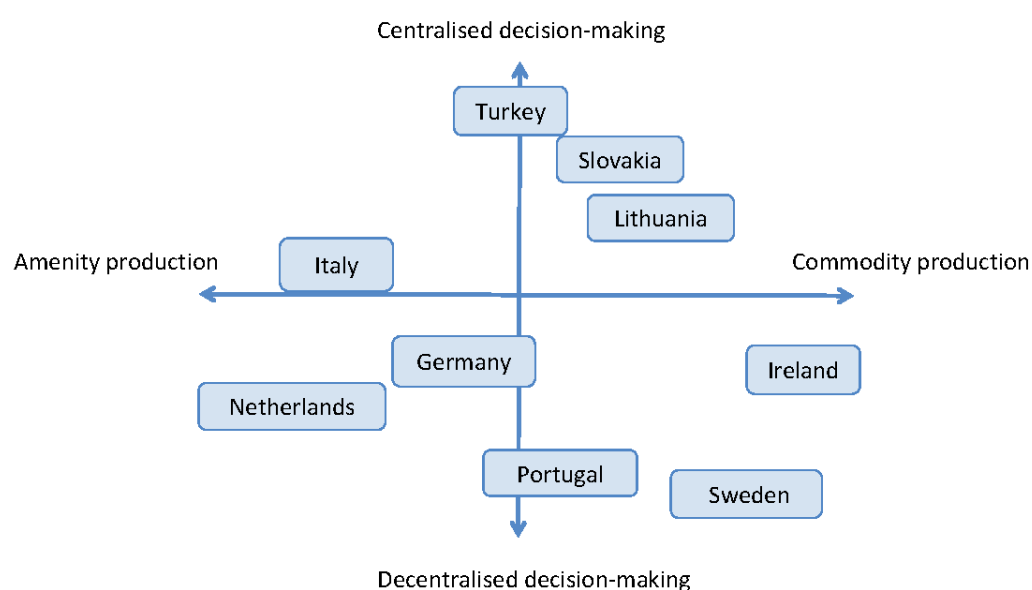 Centralised decision-making
Turkey
Slovakia
Lithuania
Amenity production
Italy
Commodity production
Germany
Ireland
Netherlands
Portugal
Sweden
Decentralised decision-making